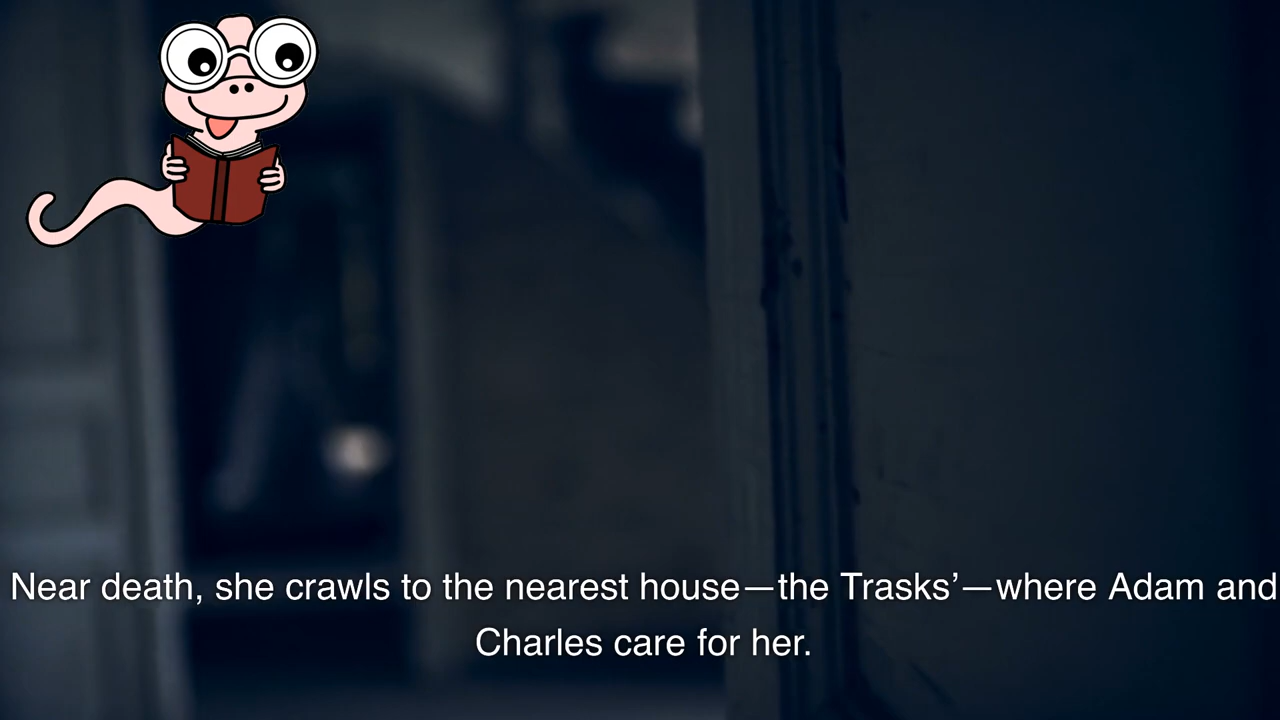 Near death, she crawls to the nearest house—the Trasks’—where Adam and
Charles care for her.